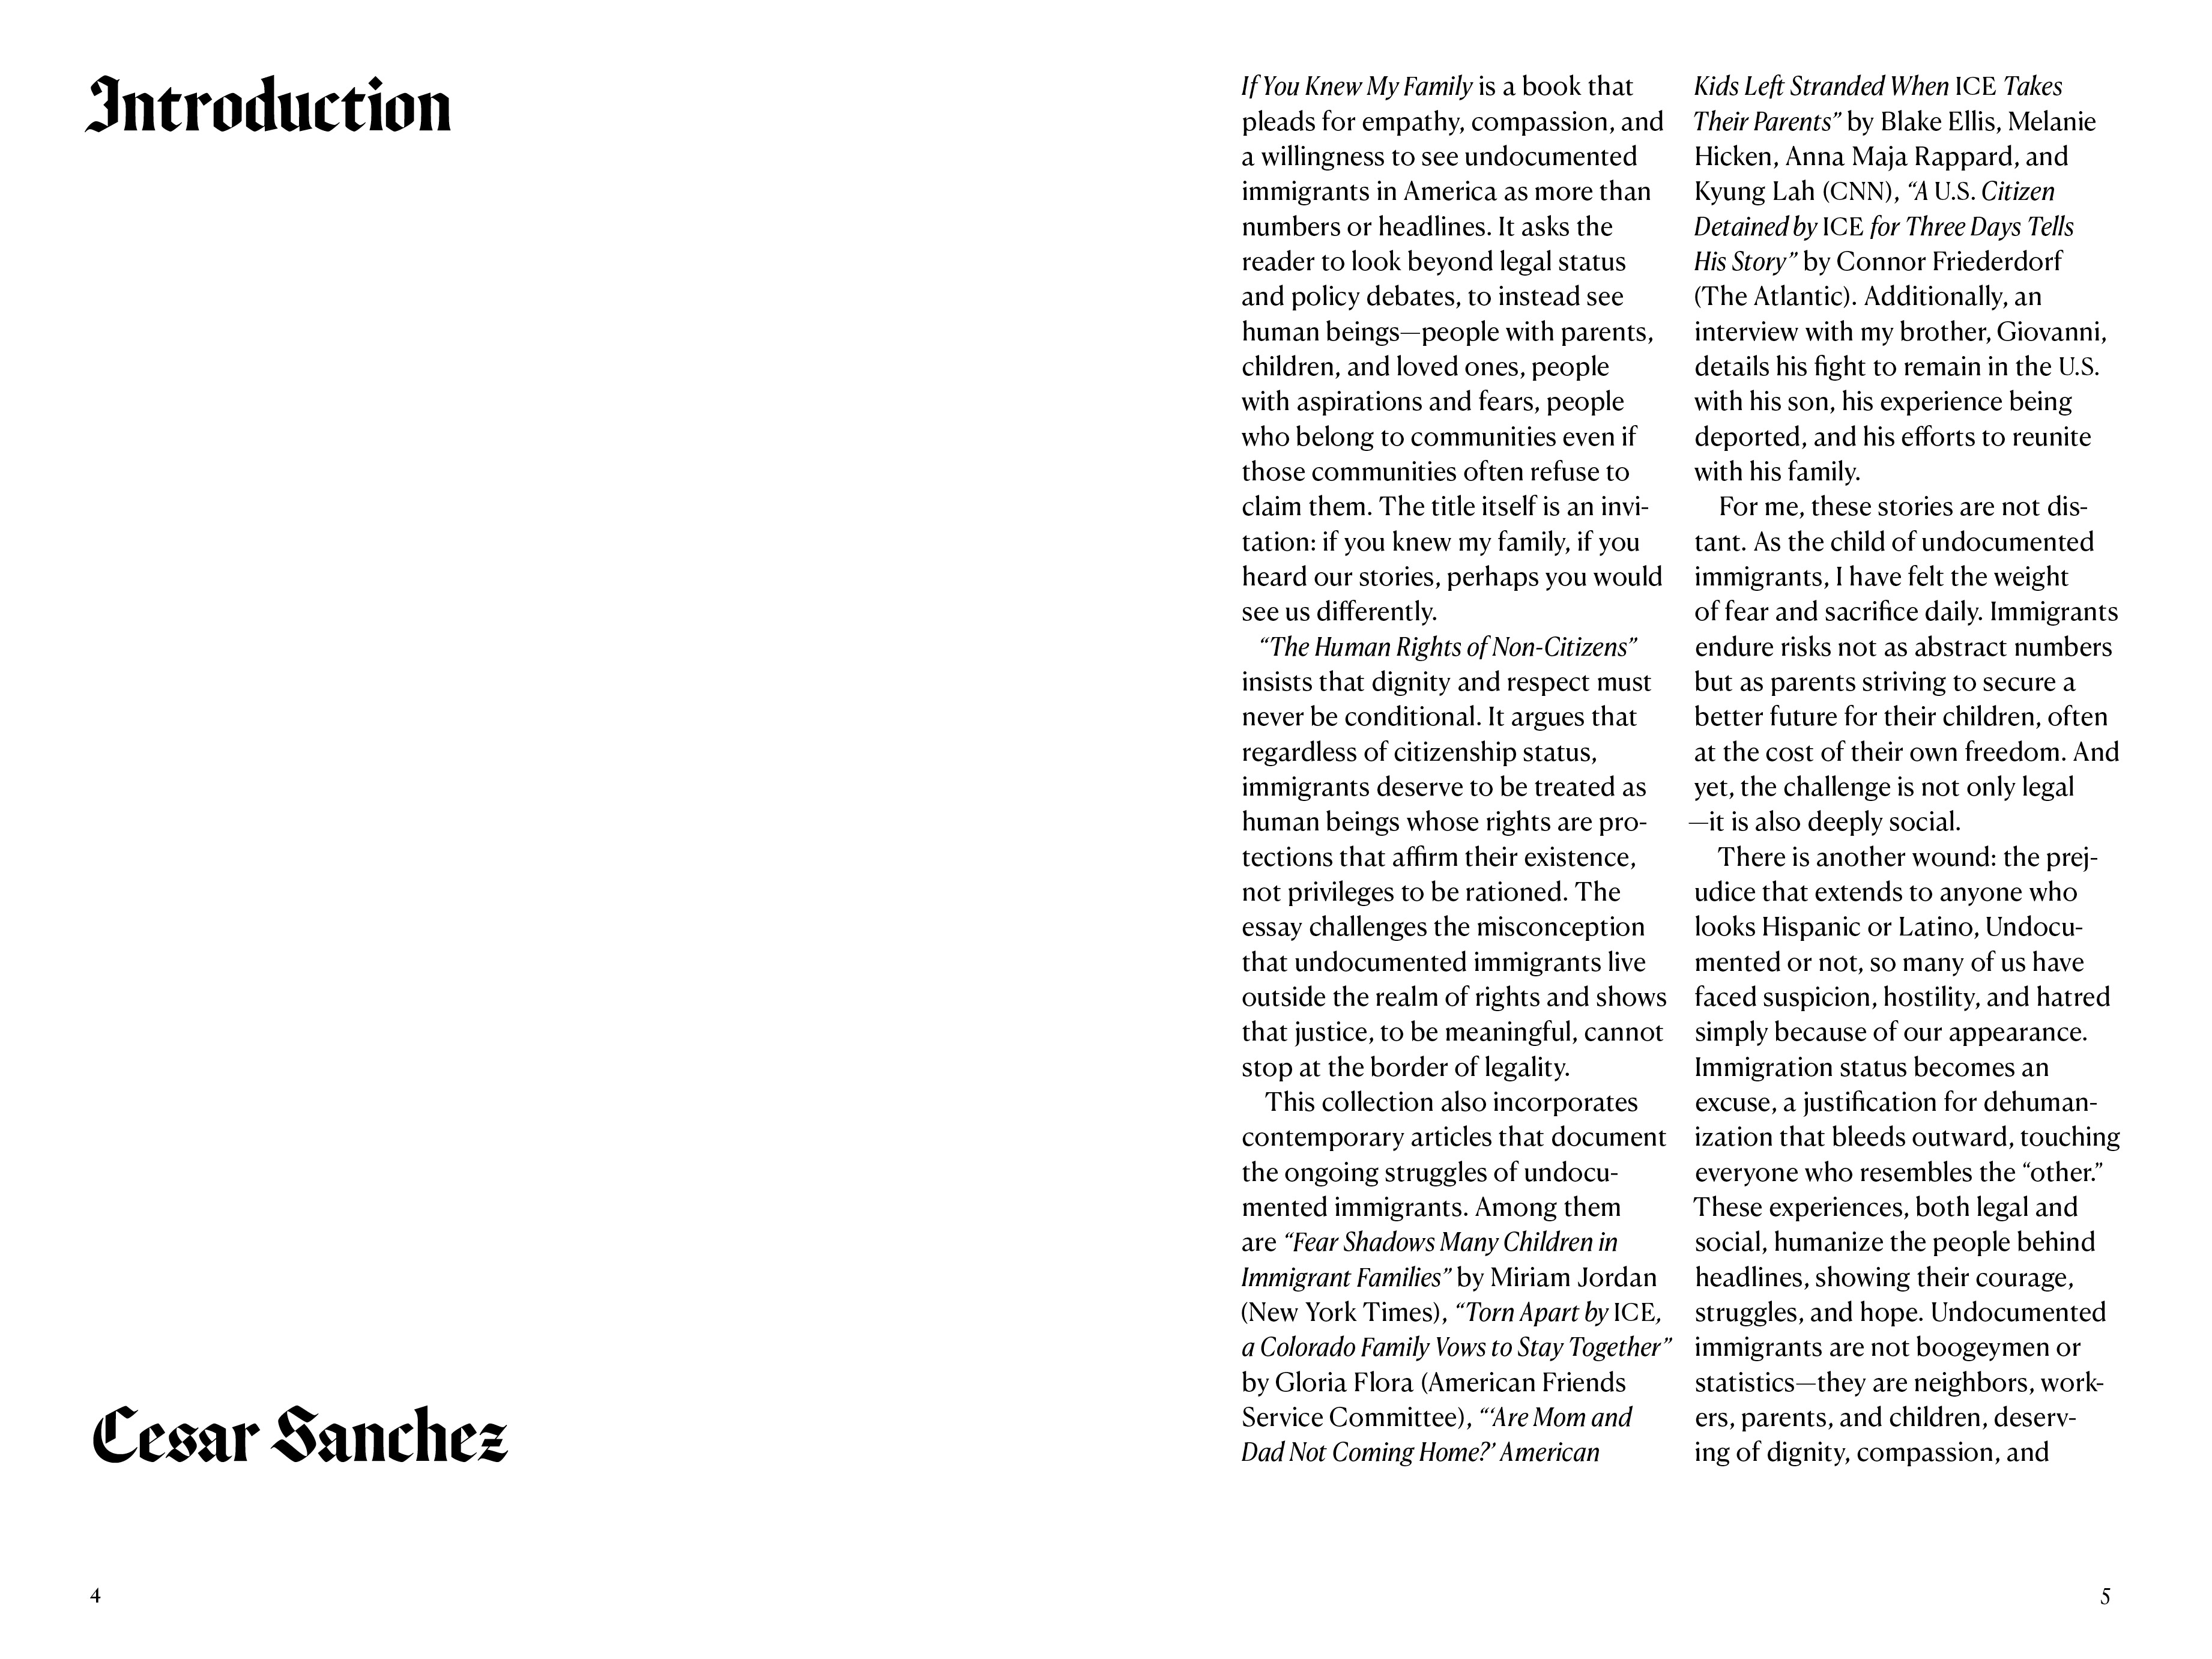 Introduction
Cesar Sanchez
4
If You Knew My Family is a book that
pleads for empathy, compassion, and
a willingness to see undocumented
immigrants in America as more than
numbers or headlines. It asks the
reader to look beyond legal status
and policy debates, to instead see
human beings—people with parents,
children, and loved ones, people
with aspirations and fears, people
who belong to communities even if
those communities often refuse to
claim them. The title itself is an invi-
tation: if you knew my family, if you
heard our stories, perhaps you would
see us differently.
“The Human Rights of Non-Citizens”
insists that dignity and respect must
never be conditional. It argues that
regardless of citizenship status,
immigrants deserve to be treated as
human beings whose rights are pro-
tections that affirm their existence,
not privileges to be rationed. The
essay challenges the misconception
that undocumented immigrants live
outside the realm of rights and shows
that justice, to be meaningful, cannot
stop at the border of legality.
This collection also incorporates
contemporary articles that document
the ongoing struggles of undocu-
mented immigrants. Among them
are “Fear Shadows Many Children in
Immigrant Families” by Miriam Jordan
(New York Times), “Torn Apart by ICE,
a Colorado Family Vows to Stay Together”
by Gloria Flora (American Friends
Service Committee), “‘Are Mom and
Dad Not Coming Home?’ American
Kids Left Stranded When ICE Takes
Their Parents” by Blake Ellis, Melanie
Hicken, Anna Maja Rappard, and
Kyung Lah (CNN), “A U.S. Citizen
Detained by ICE for Three Days Tells
His Story” by Connor Friederdorf
(The Atlantic). Additionally, an
interview with my brother, Giovanni,
details his fight to remain in the U.S.
with his son, his experience being
deported, and his efforts to reunite
with his family.
For me, these stories are not dis-
tant. As the child of undocumented
immigrants, I have felt the weight
of fear and sacrifice daily. Immigrants
endure risks not as abstract numbers
but as parents striving to secure a
better future for their children, often
at the cost of their own freedom. And
yet, the challenge is not only legal
—it is also deeply social.
There is another wound: the prej-
udice that extends to anyone who
looks Hispanic or Latino, Undocu-
mented or not, so many of us have
faced suspicion, hostility, and hatred
simply because of our appearance.
Immigration status becomes an
excuse, a justification for dehuman-
ization that bleeds outward, touching
everyone who resembles the “other.”
These experiences, both legal and
social, humanize the people behind
headlines, showing their courage,
struggles, and hope. Undocumented
immigrants are not boogeymen or
statistics—they are neighbors, work-
ers, parents, and children, deserv-
ing of dignity, compassion, and
5